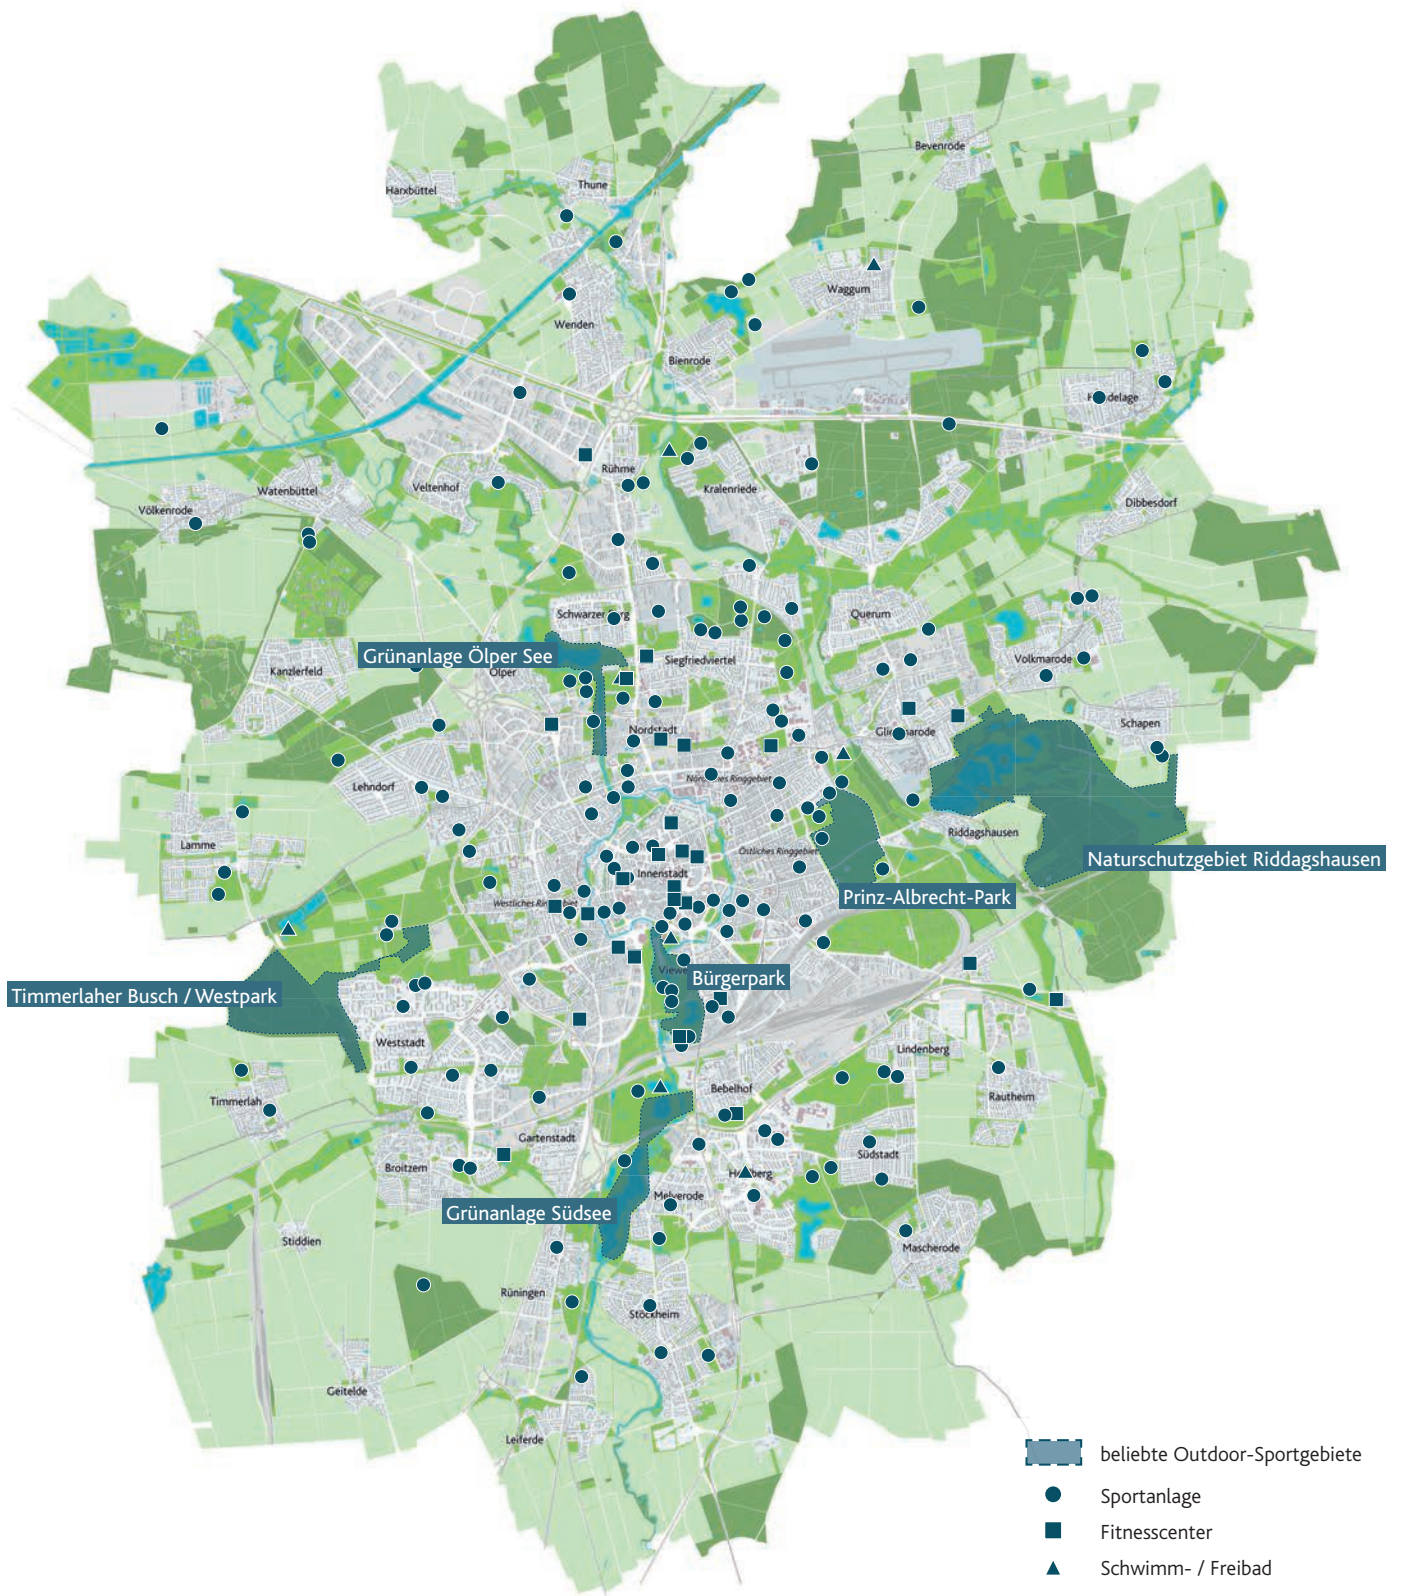 Bevenrode
Thune
Harxbüttel
Waggum
Wenden
Bienrode
Rühme
Veltenhof
Watenbüttel
Kralenriede
Dibbesdorf
Völkenrode
Querum
Grünanlage Ölper See
Siegfriedviertel
Volkmarode
Kanzlerfeld
Ölper
Schapen
Nordstadt
Nördliches Ringgebiet
Lehndorf
Riddagshausen
Lamme
Östliches Ringgebiet
Naturschutzgebiet Riddagshausen
Innenstadt
Prinz-Albrecht-Park
Westliches Ringgebiet
Bürgerpark
Timmerlaher Busch / Westpark
Weststadt
Lindenberg
Bebelhof
Rautheim
Timmerlah
Gartenstadt
Südstadt
Broitzem
Melverode
Grünanlage Südsee
Stiddien
Mascherode
Rüningen
Stöckheim
Geitelde
Leiferde
beliebte Outdoor-Sportgebiete
Sportanlage
Fitnesscenter
Schwimm- / Freibad